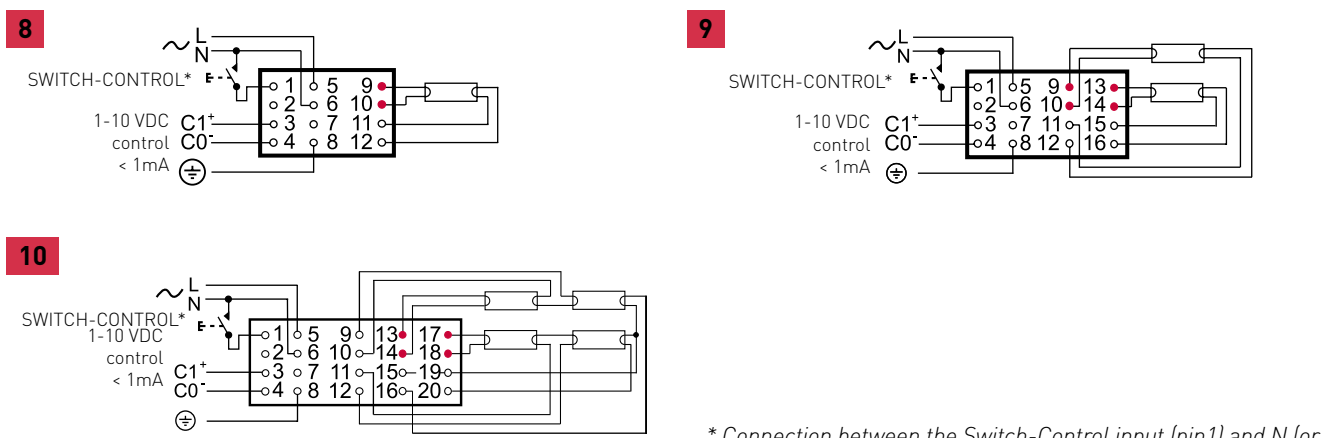 8
L
N
SWITCH-CONTROL*
1 5 9
2 6 10
1-10 VDC C1+ 3 7 11
control C0- 4 8 12
< 1mA
9
L
N
SWITCH-CONTROL*
1 5 9 13
2 6 10 14
1-10 VDC C1+ 3 7 11 15
control C0- 4 8 12 16
< 1mA
10
L
N
SWITCH-CONTROL*
1-10 VDC 1 5 9 13 17
control 2 6 10 14 18
< 1mA C1+ 3 7 11 15 19
C0- 4 8 12 16 20
* Connection between the Switch-Control input (pin1) and N (or